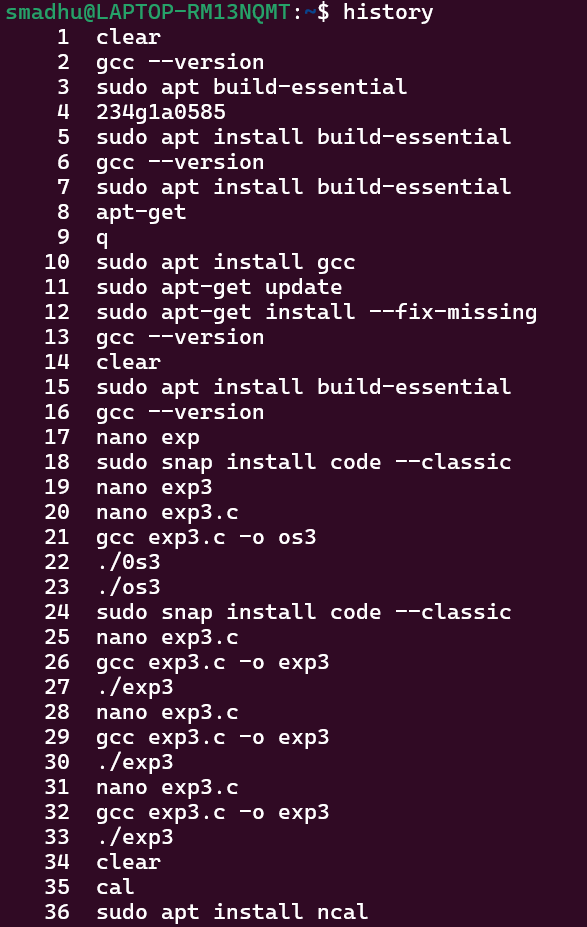 smadhu@LAPTOP-RM13NQMT:~$ history
1 clear
2 gcc --version
3 sudo apt build-essential
4 234g1a0585
5 sudo apt install build-essential
6 gcc --version
7 sudo apt install build-essential
8 apt-get
9 q
10 sudo apt install gcc
11 sudo apt-get update
12 sudo apt-get install --fix-missing
13 gcc --version
14 clear
15 sudo apt install build-essential
16 gcc --version
17 nano exp
18 sudo snap install code --classic
19 nano exp3
20 nano exp3.c
21 gcc exp3.c -o os3
22 ./0s3
23 ./os3
24 sudo snap install code --classic
25 nano exp3.c
26 gcc exp3.c -o exp3
27 ./exp3
28 nano exp3.c
29 gcc exp3.c -o exp3
30 ./exp3
31 nano exp3.c
32 gcc exp3.c -o exp3
33 ./exp3
34 clear
35 cal
36 sudo apt install ncal